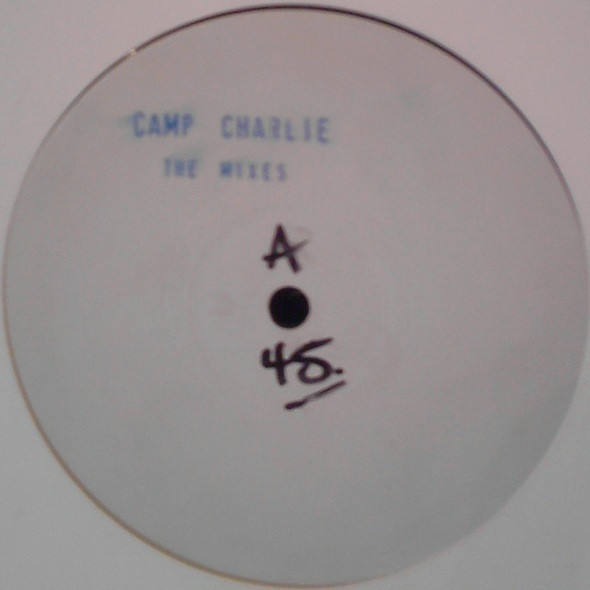 CAMP CHARLIE
THE MIXES
A
45.